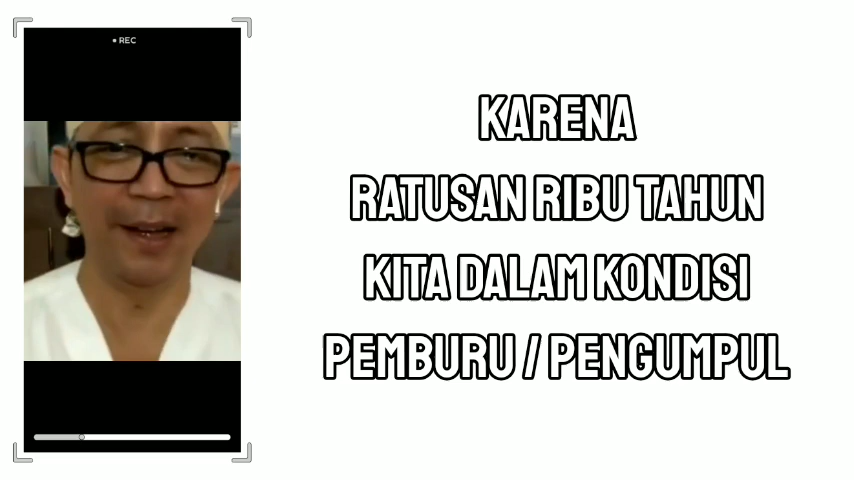 REC
KARENA
RATUSAN RIBU TAHUN
KITA DALAM KONDISI
PEMBURU / PENGUMPUL